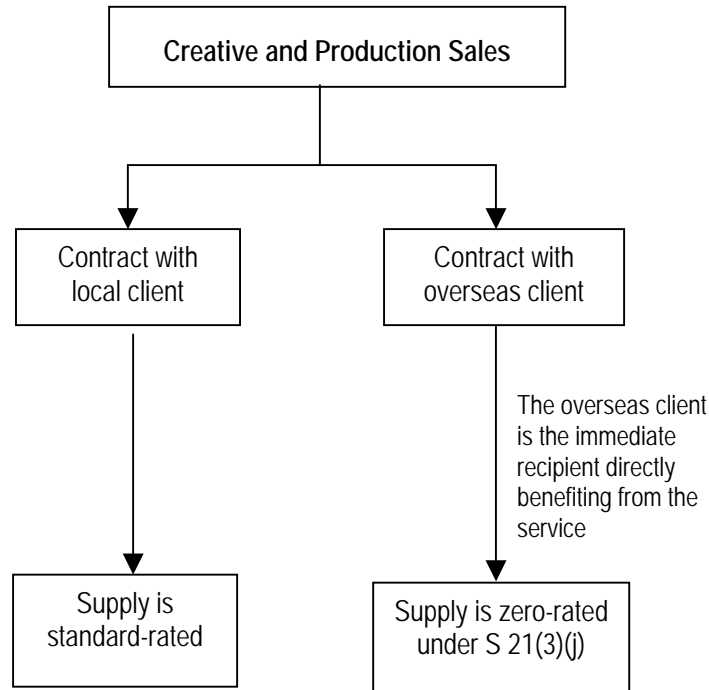 Creative and Production Sales
Contract with
local client
Contract with
overseas client
The overseas client
is the immediate
recipient directly
benefiting from the
service
Supply is
standard-rated
Supply is zero-rated
under S 21(3)(j)